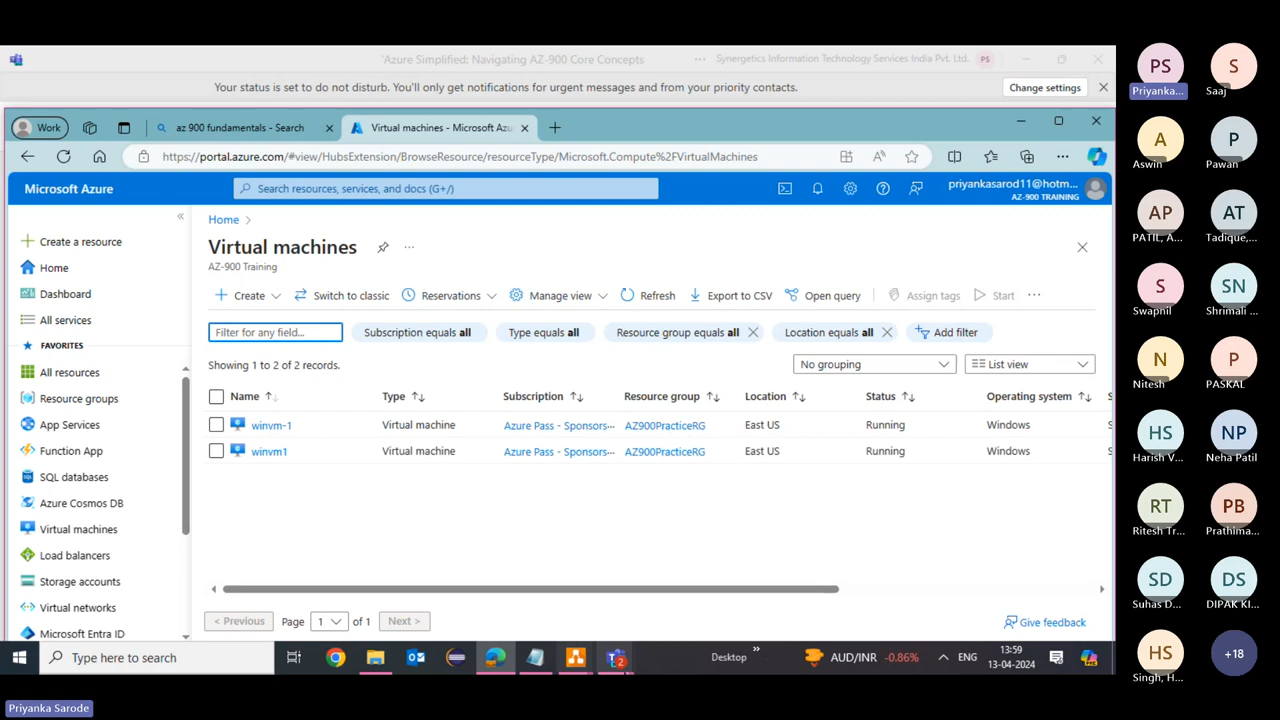 'Azure Simplified: Navigating AZ-900 Core Concepts
Synergetics Information Technology Services India Pvt. Ltd.
PS
Your status is set to do not disturb. You'll only get notifications for urgent messages and from your priority contacts.
Change settings
Work
az 900 fundamentals - Search
Virtual machines - Microsoft Azu
https://portal.azure.com/#view/HubsExtension/BrowseResource/resourceType/Microsoft.Compute%2FVirtualMachines
Microsoft Azure
Search resources, services, and docs (G+/)
priyankasarod11@hotm...
AZ-900 TRAINING
Create a resource
Home
Dashboard
All services
FAVORITES
All resources
Resource groups
App Services
Function App
SQL databases
Azure Cosmos DB
Virtual machines
Load balancers
Storage accounts
Virtual networks
Microsoft Entra ID
Home
Virtual machines
AZ-900 Training
Create
Switch to classic
Reservations
Manage view
Refresh
Export to CSV
Open query
Assign tags
Start
Filter for any field...
Subscription equals all
Type equals all
Resource group equals all
Location equals all
Add filter
Showing 1 to 2 of 2 records.
No grouping
List view
Name Type Subscription Resource group Location Status Operating system S
winvm-1 Virtual machine Azure Pass - Sponsors... AZ900PracticeRG East US Running Windows S
winvm1 Virtual machine Azure Pass - Sponsors... AZ900PracticeRG East US Running Windows S
< Previous Page 1 of 1 Next >
Give feedback
Type here to search
2
Desktop
AUD/INR -0.86%
ENG
13:59
13-04-2024
Priyanka Sarode
PS
Priyanka...
S
Saaj
A
Aswin
P
Pawan
AP
PATIL, A...
AT
Tadique,...
S
Swapnil
SN
Shrimali ...
N
Nitesh
P
PASKAL
HS
Harish V...
NP
Neha Patil
RT
Ritesh Tr...
PB
Prathima...
SD
Suhas D...
DS
DIPAK KI...
HS
Singh, H...
+18